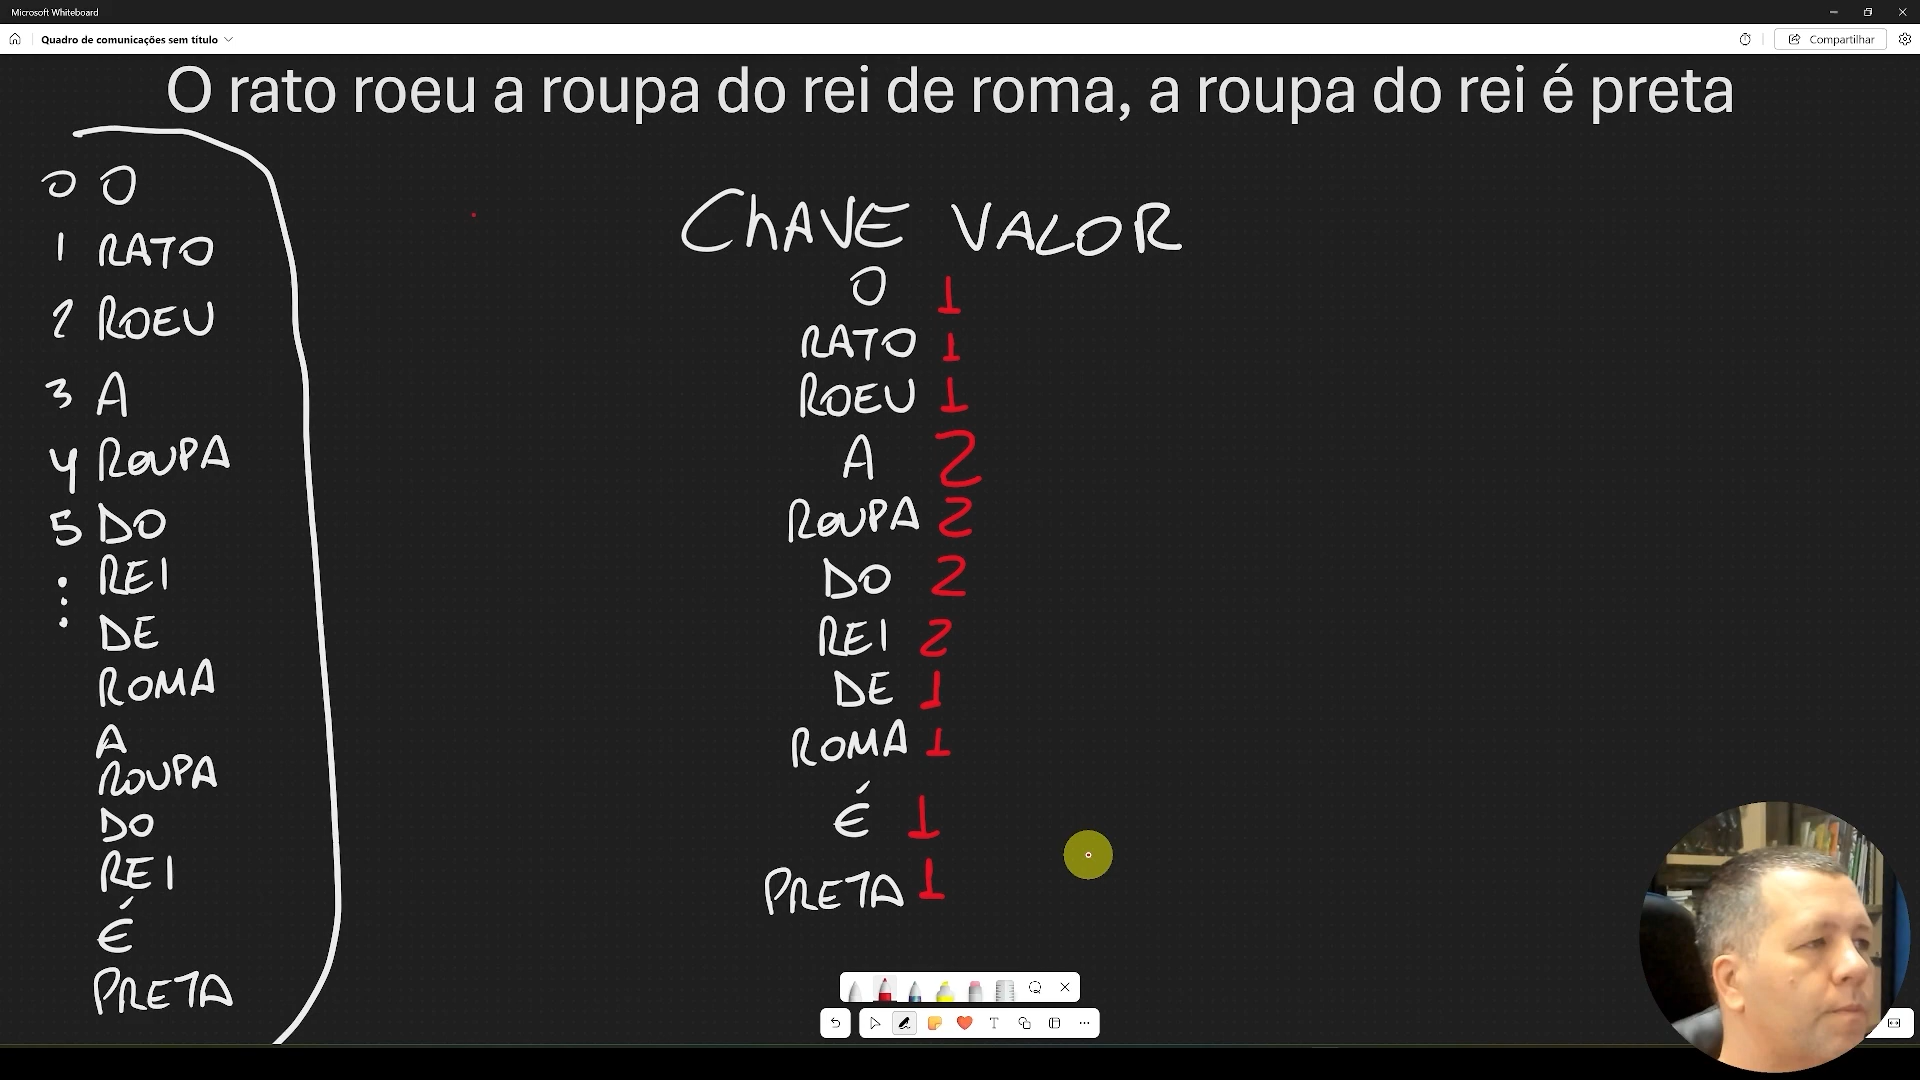 Microsoft Whiteboard
Quadro de comunicações sem título
Compartilhar
O rato roeu a roupa do rei de roma, a roupa do rei é preta
0 O
1 RATO
2 ROEU
3 A
4 ROUPA
5 DO
REI
DE
ROMA
A
ROUPA
DO
REI
É
PRETA
ChAVE VALOR
O 1
RATO 1
ROEU 1
A 2
ROUPA 2
DO 2
REI 2
DE 1
ROMA 1
É 1
PRETA 1
T